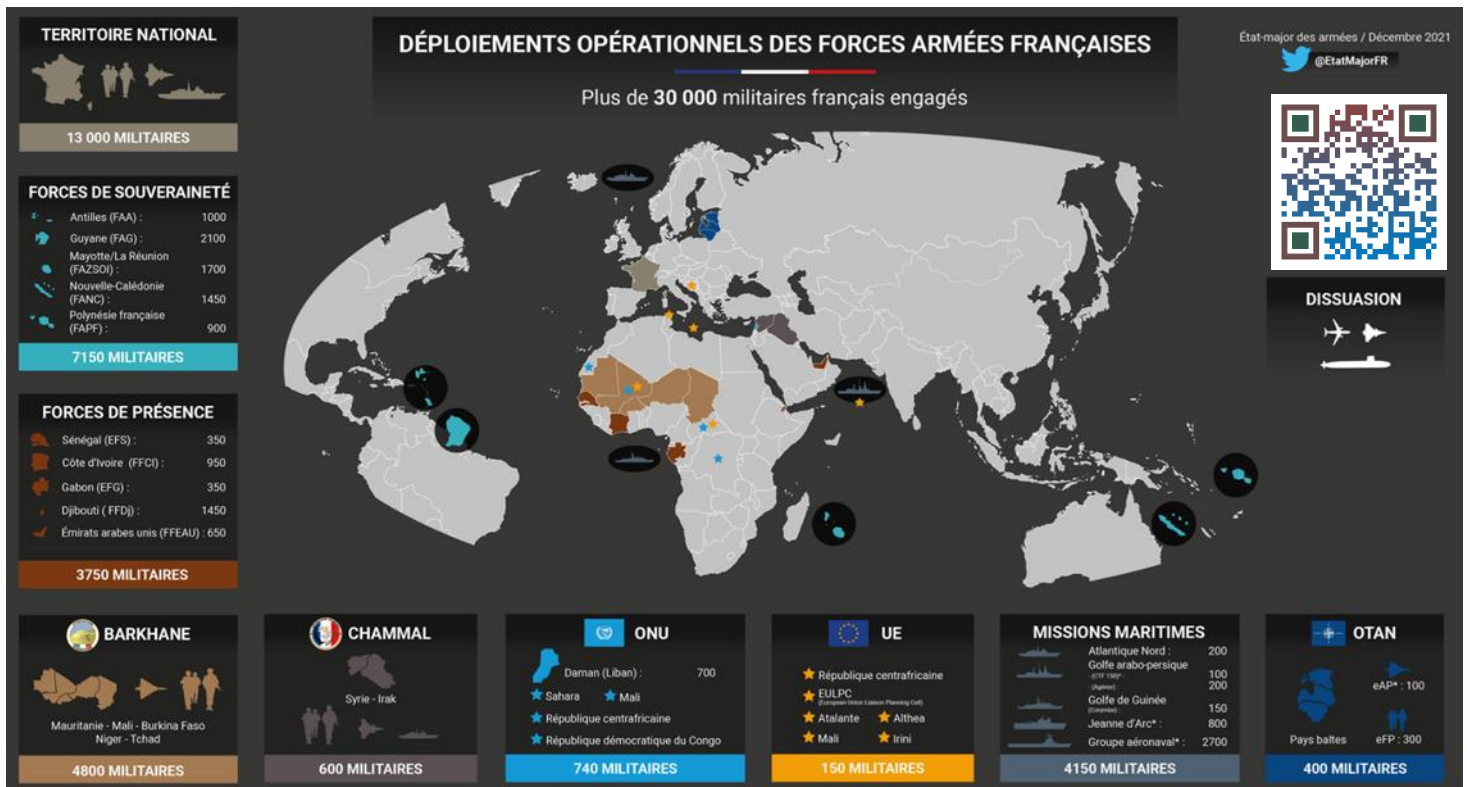 TERRITOIRE NATIONAL
13 000 MILITAIRES
DÉPLOIEMENTS OPÉRATIONNELS DES FORCES ARMÉES FRANÇAISES
Plus de 30 000 militaires français engagés
État-major des armées / Décembre 2021
@EtatMajorFR
FORCES DE SOUVERAINETÉ
Antilles (FAA) : 1000
Guyane (FAG) : 2100
Mayotte/La Réunion
(FAZSOI) : 1700
Nouvelle-Calédonie
(FANC) : 1450
Polynésie française
(FAPF) : 900
7150 MILITAIRES
DISSUASION
FORCES DE PRÉSENCE
Sénégal (EFS) : 350
Côte d'Ivoire (FFCI) : 950
Gabon (EFG) : 350
Djibouti ( FFDj) : 1450
Émirats arabes unis (FFEAU) : 650
3750 MILITAIRES
BARKHANE
Mauritanie - Mali - Burkina Faso
Niger - Tchad
4800 MILITAIRES
CHAMMAL
Syrie - Irak
600 MILITAIRES
ONU
Daman (Liban) : 700
Sahara Mali
République centrafricaine
République démocratique du Congo
740 MILITAIRES
UE
République centrafricaine
EULPC
(European Union Liaison Planning Cell)
Atalante Althea
Mali Irini
150 MILITAIRES
MISSIONS MARITIMES
Atlantique Nord : 200
Golfe arabo-persique
- (CTF 150)* : 100
- (Agénor) : 200
Golfe de Guinée
(Corymbe) : 150
Jeanne d'Arc* : 800
Groupe aéronaval* : 2700
4150 MILITAIRES
OTAN
eAP* : 100
Pays baltes eFP : 300
400 MILITAIRES